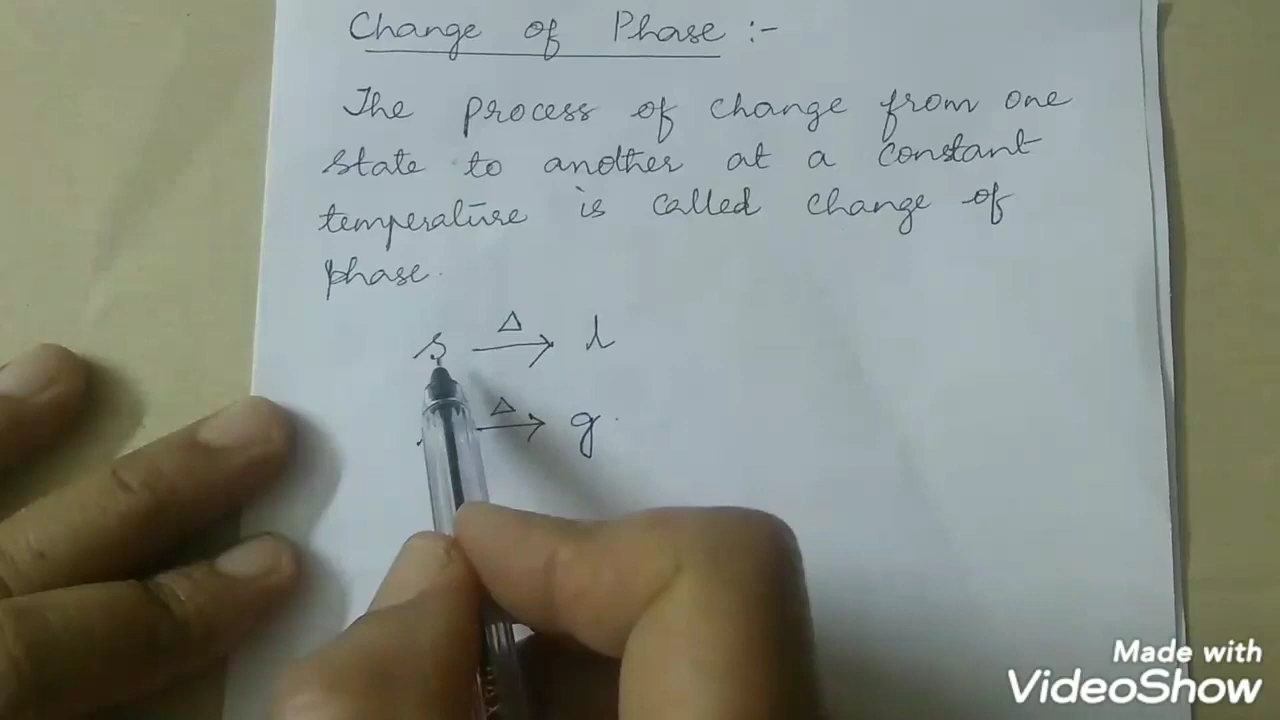 Change of Phase :-
The process of change from one
state to another at a constant
temperature is called change of
phase.
s Δ→ l
Δ→ g
Made with
VideoShow